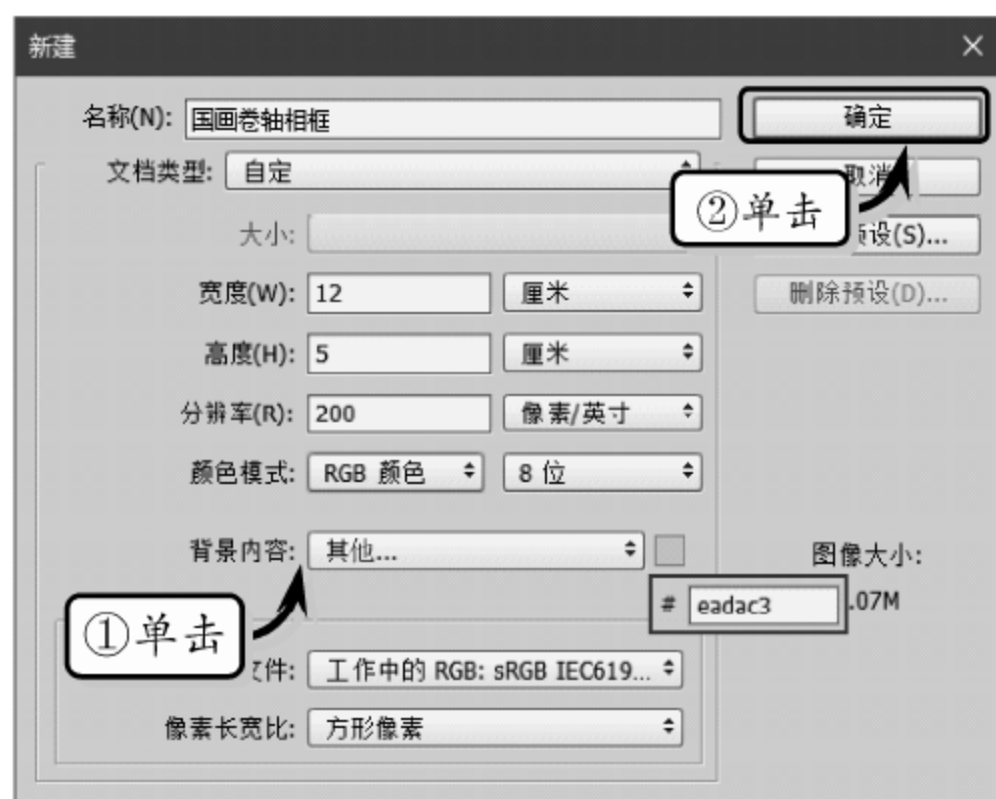 新建
名称(N): 国画卷轴相框 确定
文档类型: 自定 取消
②单击
大小: 预设(S)...
宽度(W): 12 厘米 删除预设(D)...
高度(H): 5 厘米
分辨率(R): 200 像素/英寸
颜色模式: RGB 颜色 8 位
背景内容: 其他... 图像大小:
# eadac3 .07M
①单击
文件: 工作中的 RGB: sRGB IEC619...
像素长宽比: 方形像素